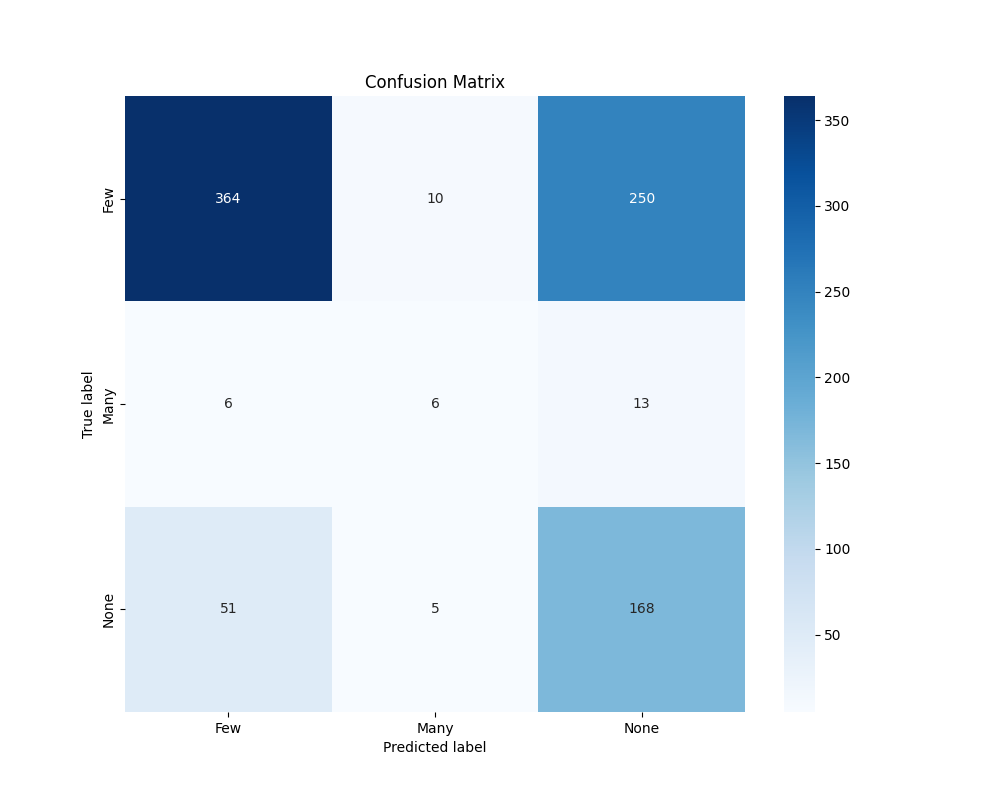 Confusion Matrix
Few
364
10
250
True label
Many
6
6
13
None
51
5
168
Few
Many
None
Predicted label
350
300
250
200
150
100
50